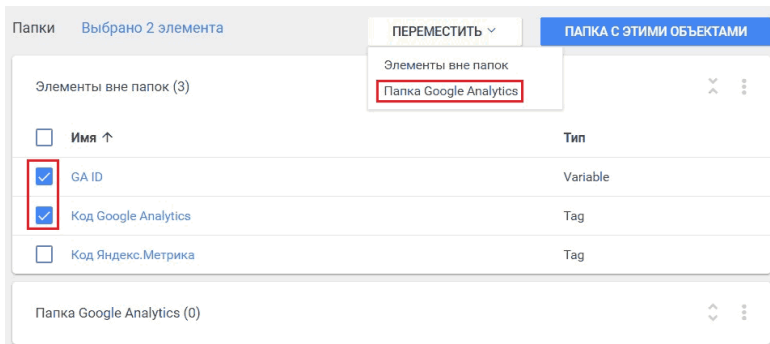 Папки Выбрано 2 элемента ПЕРЕМЕСТИТЬ ПАПКА С ЭТИМИ ОБЪЕКТАМИ
Элементы вне папок
Папка Google Analytics
Элементы вне папок (3)
Имя ↑ Тип
GA ID Variable
Код Google Analytics Tag
Код Яндекс.Метрика Tag
Папка Google Analytics (0)